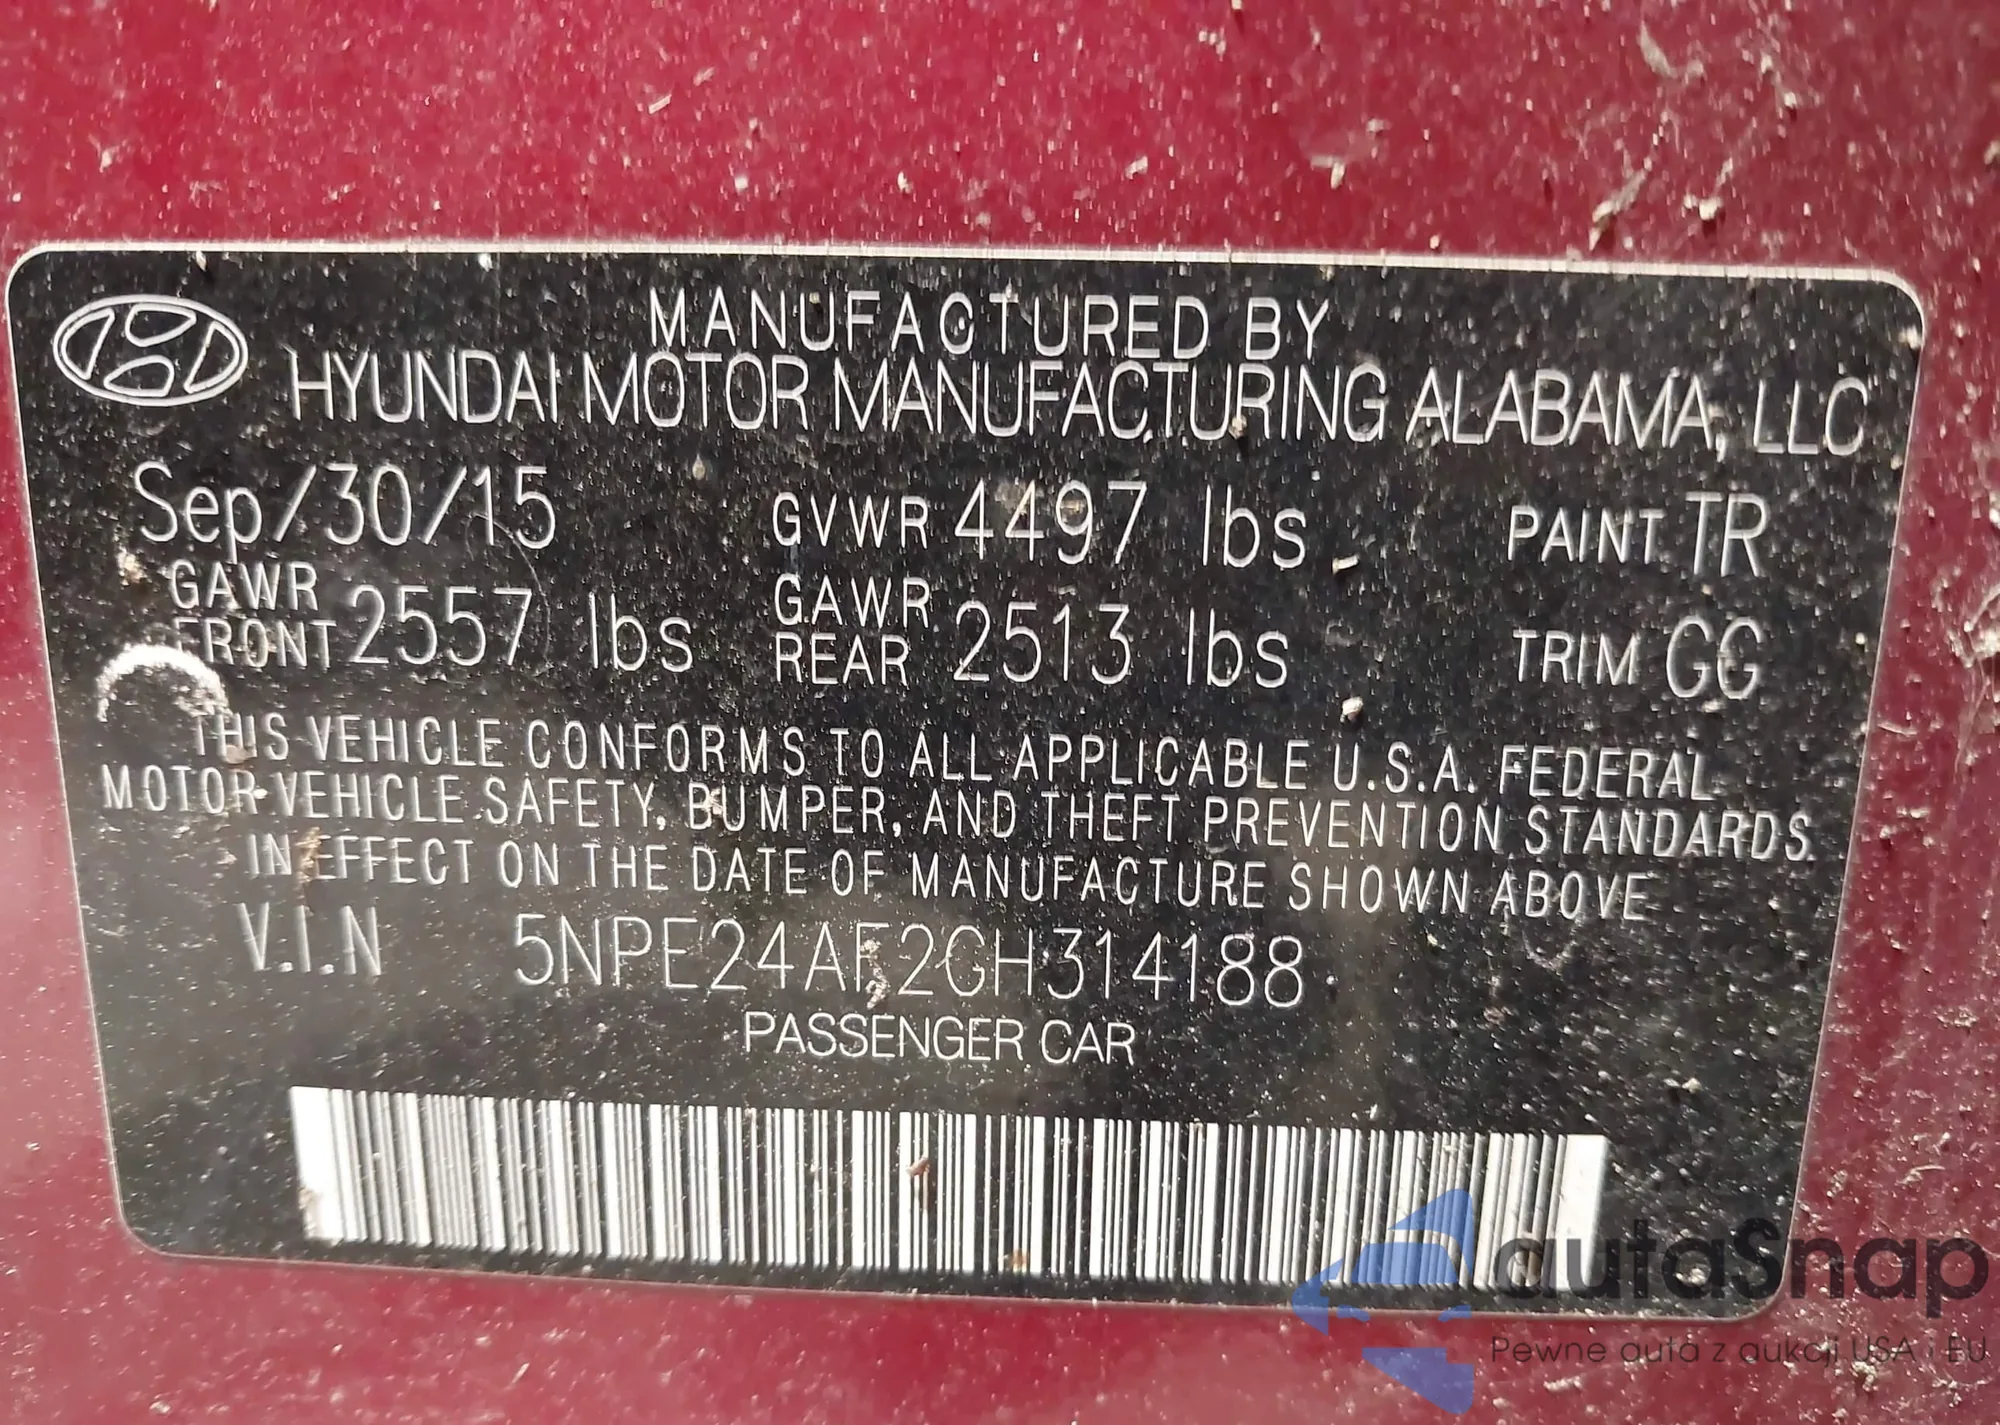 MANUFACTURED BY
HYUNDAI MOTOR MANUFACTURING ALABAMA, LLC
Sep/30/15 GVWR 4497 lbs PAINT TR
GAWR FRONT 2557 lbs GAWR REAR 2513 lbs TRIM GG
THIS VEHICLE CONFORMS TO ALL APPLICABLE U.S.A. FEDERAL
MOTOR VEHICLE SAFETY, BUMPER, AND THEFT PREVENTION STANDARDS
IN EFFECT ON THE DATE OF MANUFACTURE SHOWN ABOVE
V.I.N 5NPE24AF2GH314188
PASSENGER CAR
autaSnap
Pewne auta z aukcji USA i EU